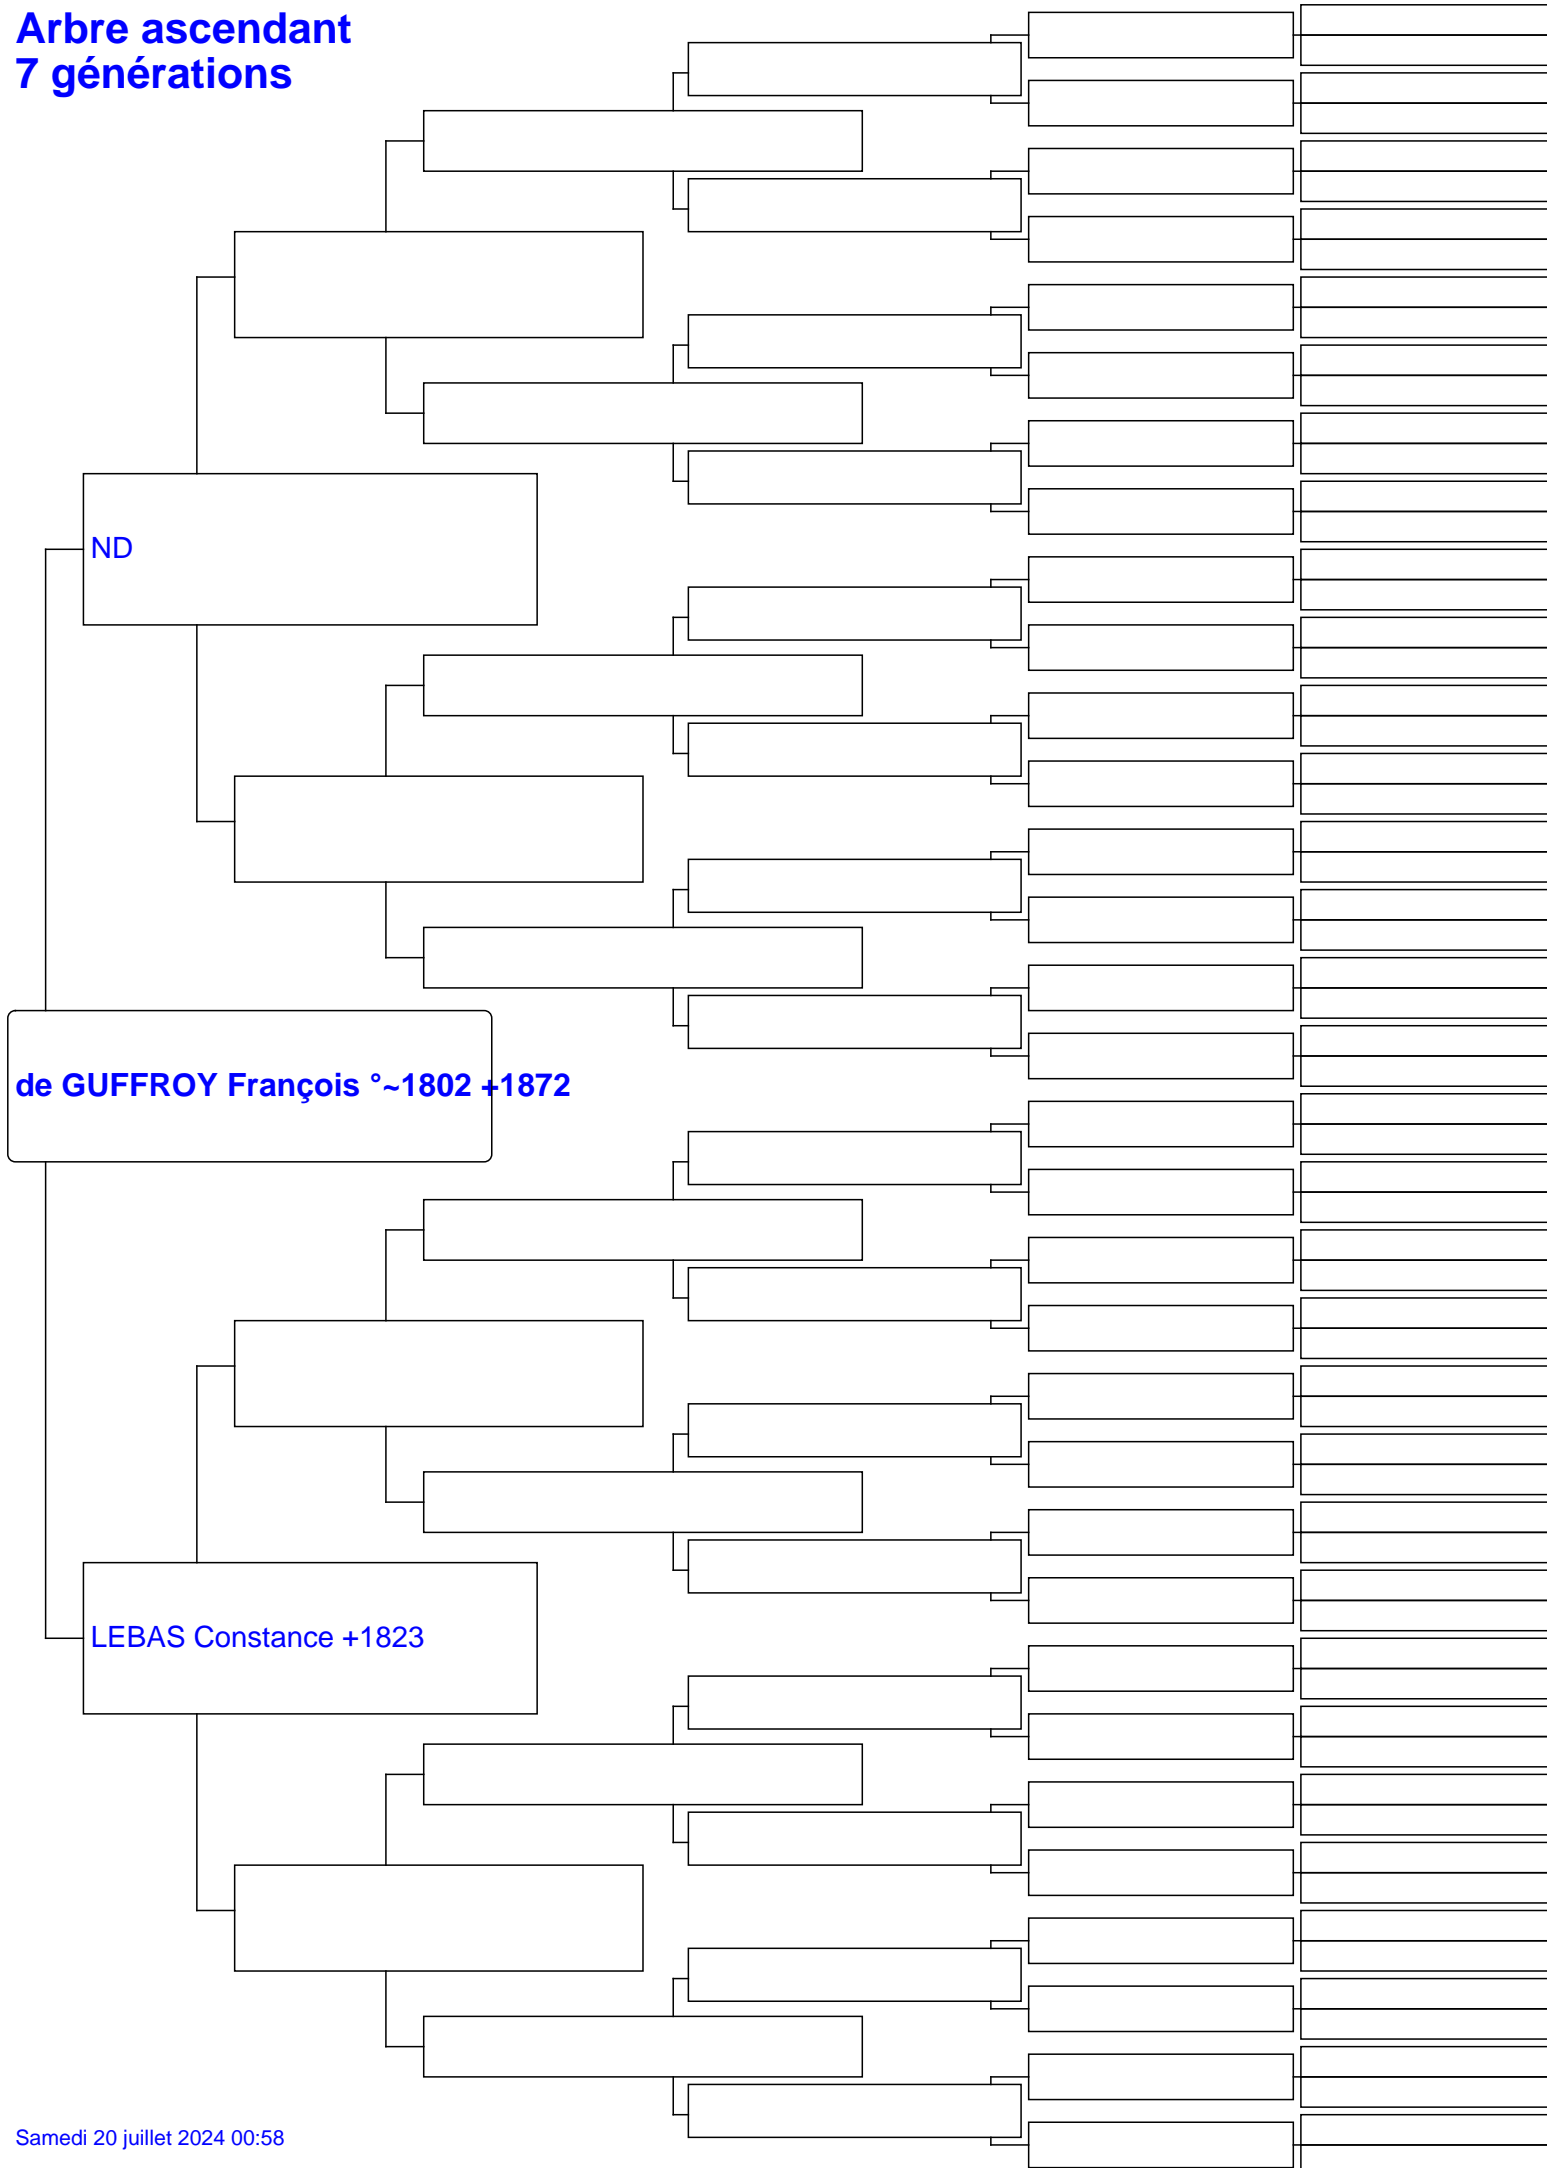 Arbre ascendant
7 générations
ND
de GUFFROY François °~1802 +1872
LEBAS Constance +1823
Samedi 20 juillet 2024 00:58